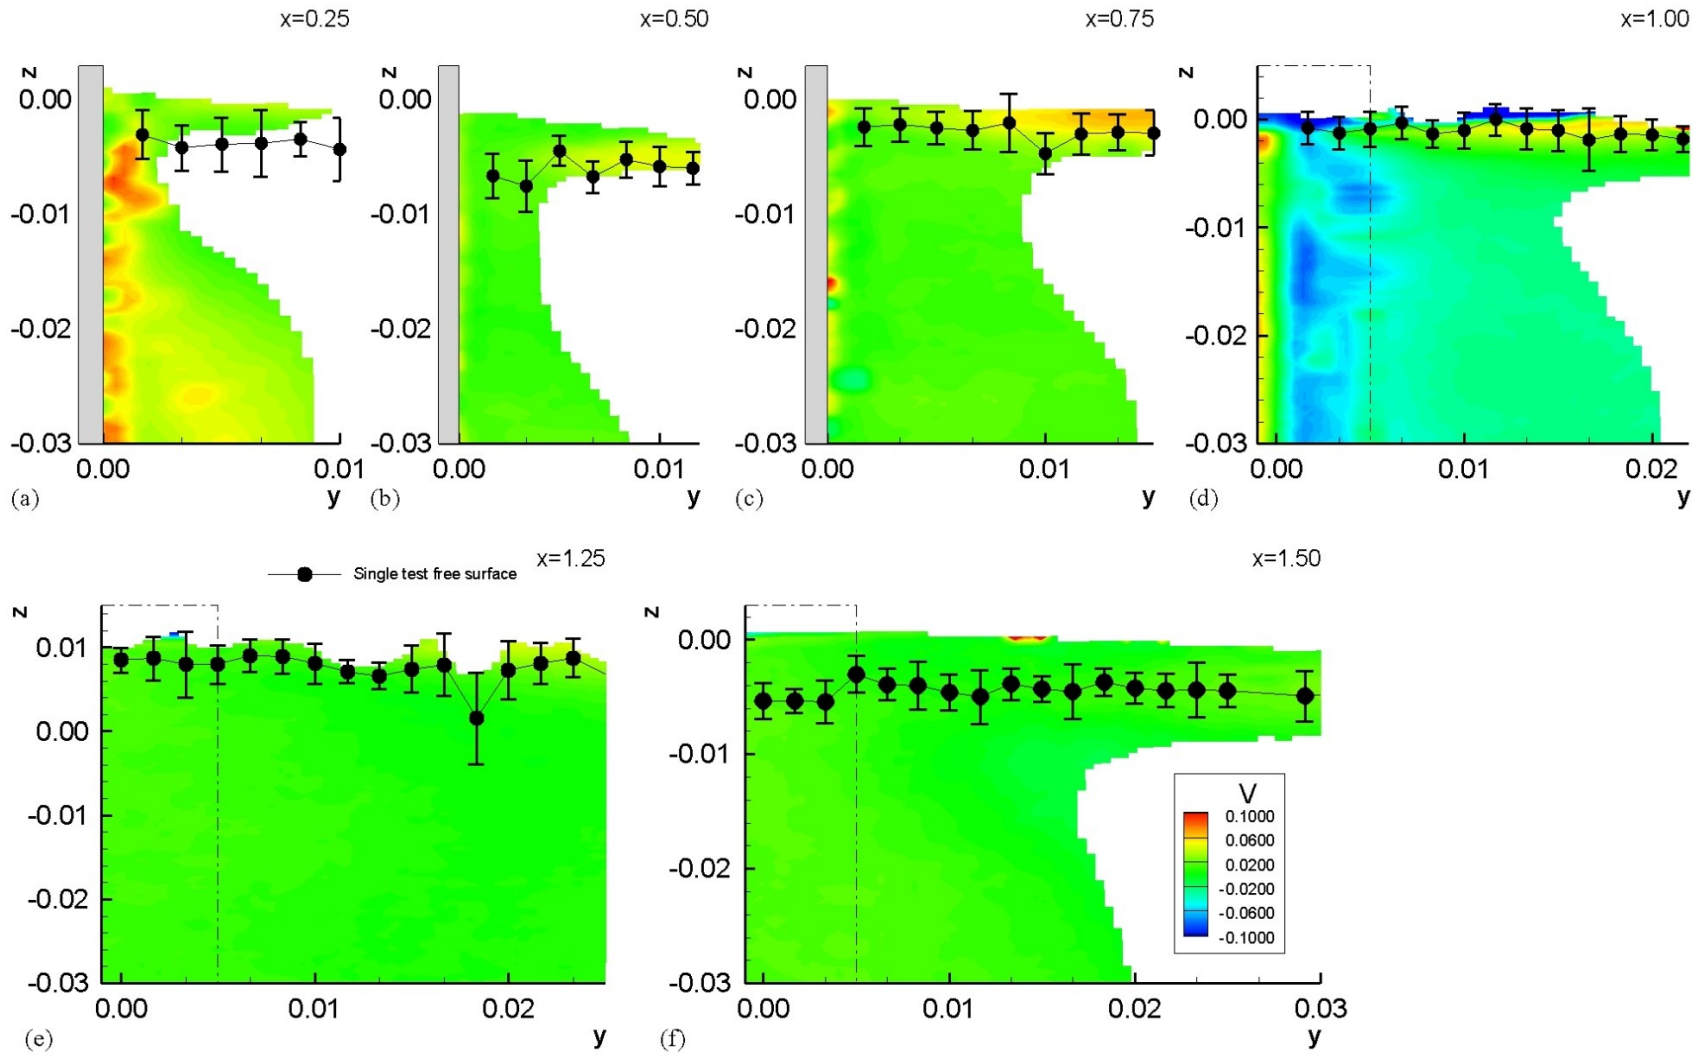 x=0.25
x=0.50
x=0.75
x=1.00
z
0.00
-0.01
-0.02
-0.03
0.00
0.01
y
(a)
z
0.00
-0.01
-0.02
-0.03
0.00
0.01
y
(b)
z
0.00
-0.01
-0.02
-0.03
0.00
0.01
y
(c)
z
0.00
-0.01
-0.02
-0.03
0.00
0.01
0.02
y
(d)
x=1.25
Single test free surface
z
0.01
0.00
-0.01
-0.02
-0.03
0.00
0.01
0.02
y
(e)
x=1.50
z
0.00
-0.01
-0.02
-0.03
0.00
0.01
0.02
0.03
y
(f)
V
0.1000
0.0600
0.0200
-0.0200
-0.0600
-0.1000